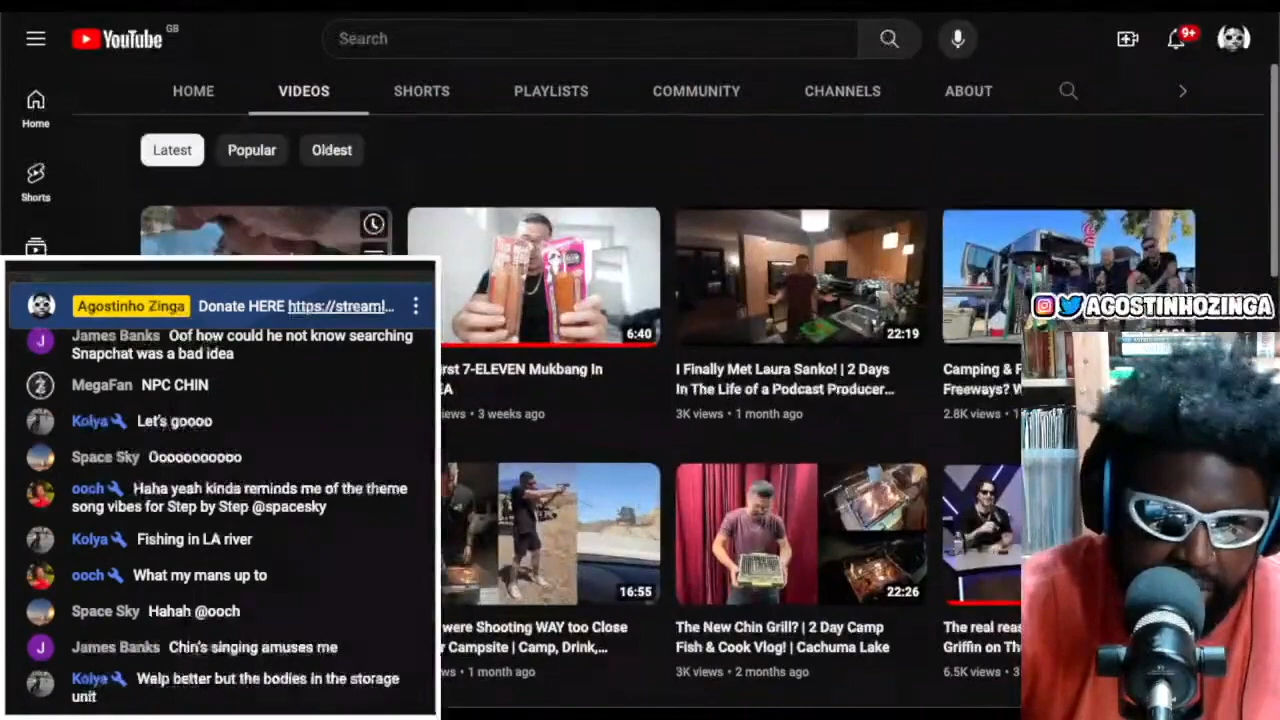 YouTube GB
Search
9+
HOME
VIDEOS
SHORTS
PLAYLISTS
COMMUNITY
CHANNELS
ABOUT
Home
Shorts
Latest
Popular
Oldest
Agostinho Zinga Donate HERE https://streaml...
James Banks Oof how could he not know searching
Snapchat was a bad idea
MegaFan NPC CHIN
Kolya Let's goooo
Space Sky Gooooooooo
ooch Haha yeah kinda reminds me of the theme
song vibes for Step by Step @spacesky
Kolya Fishing in LA river
ooch What my mans up to
Space Sky Hahah @ooch
James Banks Chin's singing amuses me
Kolya Welp better but the bodies in the storage
unit
6:40
7-ELEVEN Mukbang In
3 weeks ago
22:19
I Finally Met Laura Sanko! | 2 Days
In The Life of a Podcast Producer...
3K views • 1 month ago
Camping &
Freeways?
2.8K views •
AGOSTINHOZINGA
16:55
were Shooting WAY too Close
Campsite | Camp, Drink,...
3K views • 2 months ago
22:26
The New Chin Grill? | 2 Day Camp
Fish & Cook Vlog! | Cachuma Lake
3K views • 2 months ago
The real
Griffin on
6.5K views